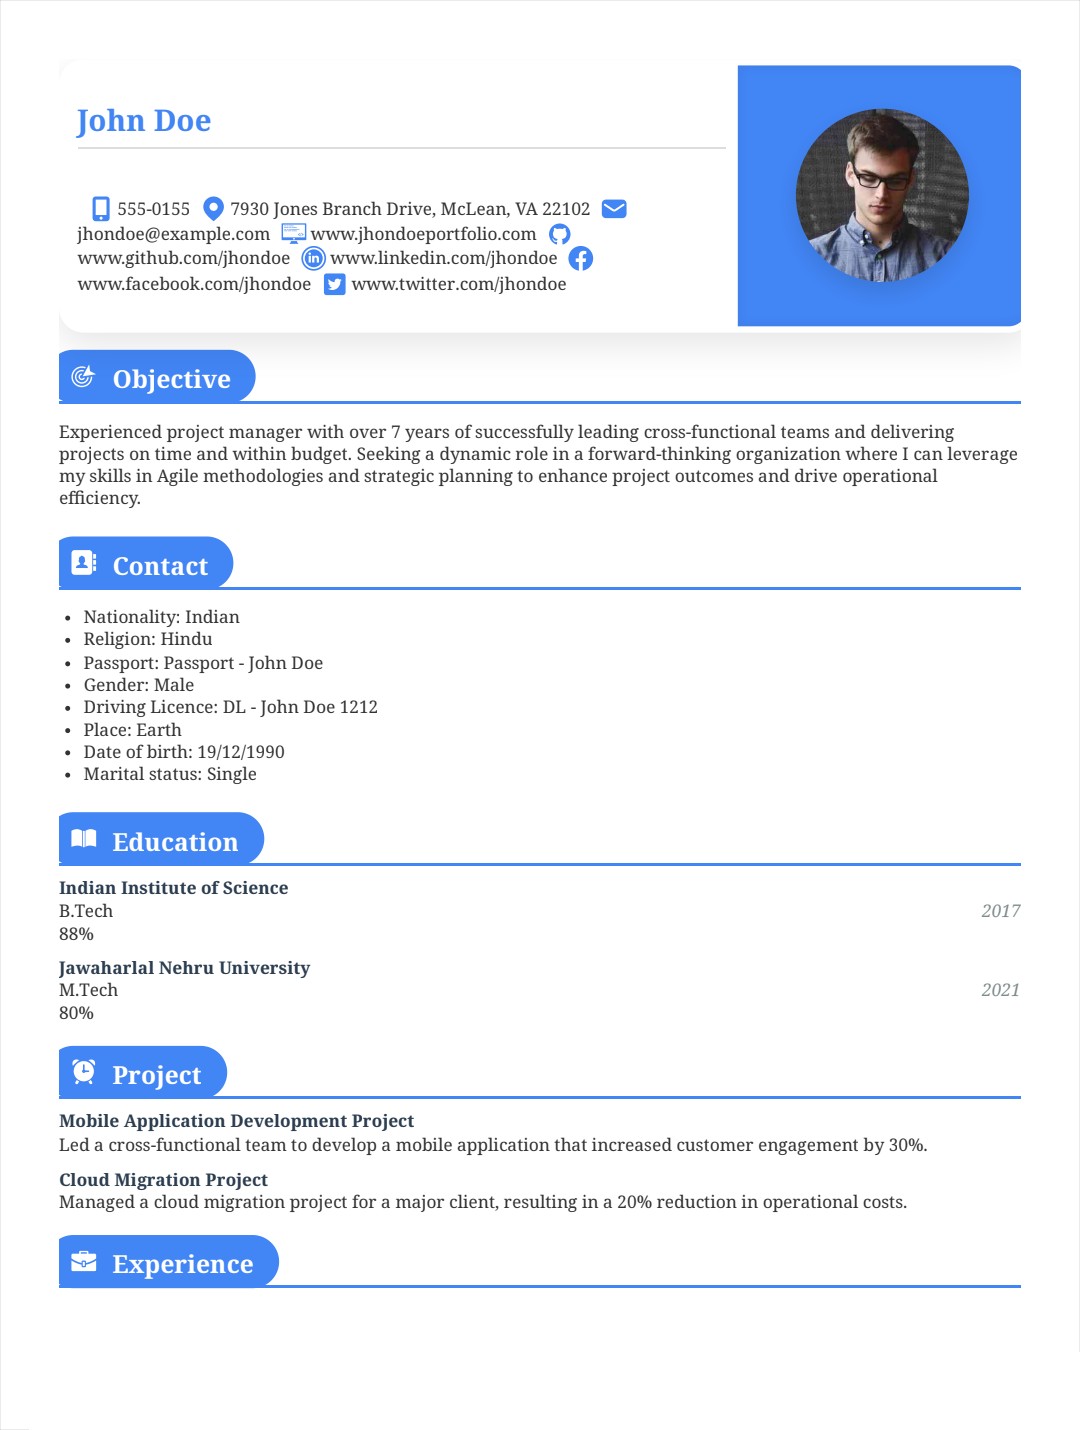 John Doe
555-0155 7930 Jones Branch Drive, McLean, VA 22102
jhondoe@example.com www.jhondoeportfolio.com
www.github.com/jhondoe www.linkedin.com/jhondoe
www.facebook.com/jhondoe www.twitter.com/jhondoe
Objective
Experienced project manager with over 7 years of successfully leading cross-functional teams and delivering
projects on time and within budget. Seeking a dynamic role in a forward-thinking organization where I can leverage
my skills in Agile methodologies and strategic planning to enhance project outcomes and drive operational
efficiency.
Contact
• Nationality: Indian
• Religion: Hindu
• Passport: Passport - John Doe
• Gender: Male
• Driving Licence: DL - John Doe 1212
• Place: Earth
• Date of birth: 19/12/1990
• Marital status: Single
Education
Indian Institute of Science
B.Tech 2017
88%
Jawaharlal Nehru University
M.Tech 2021
80%
Project
Mobile Application Development Project
Led a cross-functional team to develop a mobile application that increased customer engagement by 30%.
Cloud Migration Project
Managed a cloud migration project for a major client, resulting in a 20% reduction in operational costs.
Experience